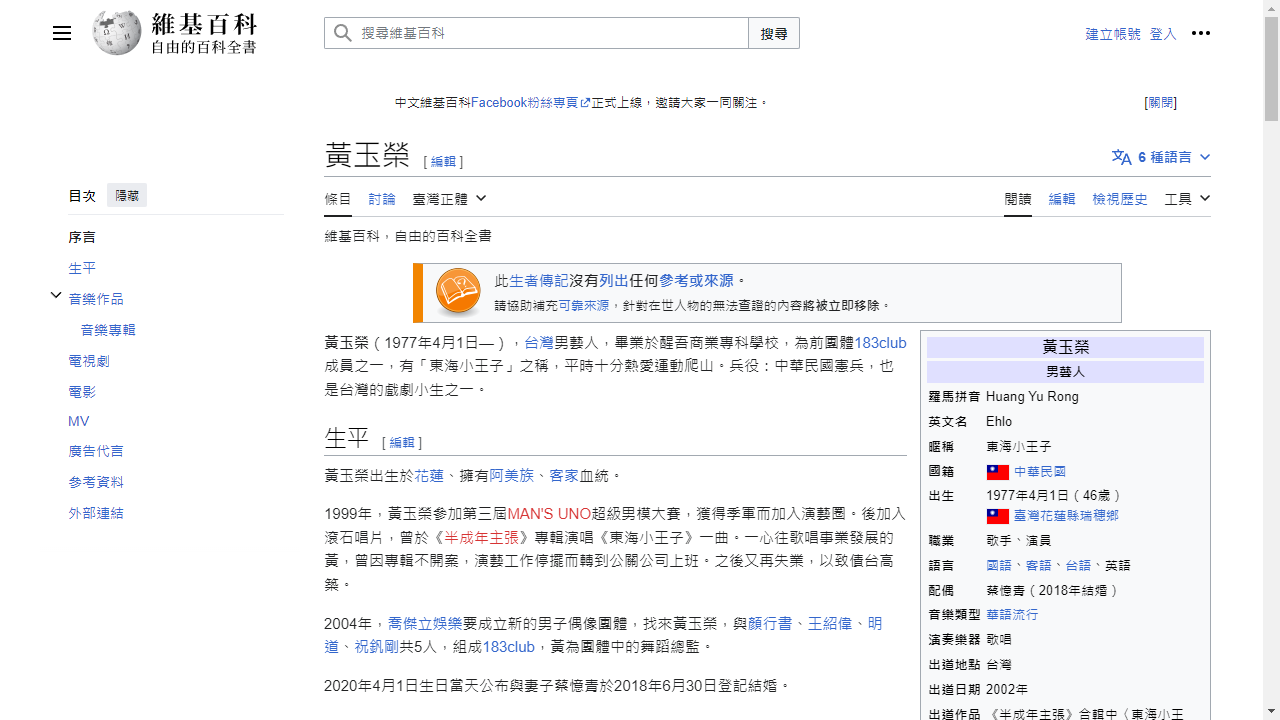 維基百科
自由的百科全書
搜尋維基百科
搜尋
建立帳號 登入
中文維基百科Facebook粉絲專頁正式上線，邀請大家一同關注。
[關閉]
黃玉榮 [ 編輯 ]
6 種語言
目次 隱藏
序言
生平
音樂作品
音樂專輯
電視劇
電影
MV
廣告代言
參考資料
外部連結
條目 討論 臺灣正體
閱讀 編輯 檢視歷史 工具
維基百科，自由的百科全書
此生者傳記沒有列出任何參考或來源。
請協助補充可靠來源，針對在世人物的無法查證的內容將被立即移除。
黃玉榮（1977年4月1日—），台灣男藝人，畢業於醒吾商業專科學校，為前團體183club
成員之一，有「東海小王子」之稱，平時十分熱愛運動爬山。兵役：中華民國憲兵，也
是台灣的戲劇小生之一。
生平 [ 編輯 ]
黃玉榮出生於花蓮、擁有阿美族、客家血統。
1999年，黃玉榮參加第三屆MAN'S UNO超級男模大賽，獲得季軍而加入演藝圈。後加入
滾石唱片，曾於《半成年主張》專輯演唱《東海小王子》一曲。一心往歌唱事業發展的
黃，曾因專輯不開案，演藝工作停擺而轉到公關公司上班。之後又再失業，以致債台高
築。
2004年，喬傑立娛樂要成立新的男子偶像團體，找來黃玉榮，與顏行書、王紹偉、明
道、祝釩剛共5人，組成183club，黃為團體中的舞蹈總監。
2020年4月1日生日當天公布與妻子蔡憶青於2018年6月30日登記結婚。
黃玉榮
男藝人
羅馬拼音 Huang Yu Rong
英文名 Ehlo
暱稱 東海小王子
國籍 中華民國
出生 1977年4月1日（46歲）
臺灣花蓮縣瑞穗鄉
職業 歌手、演員
語言 國語、客語、台語、英語
配偶 蔡憶青（2018年結婚）
音樂類型 華語流行
演奏樂器 歌唱
出道地點 台灣
出道日期 2002年
出道作品 《半成年主張》合輯中〈東海小王